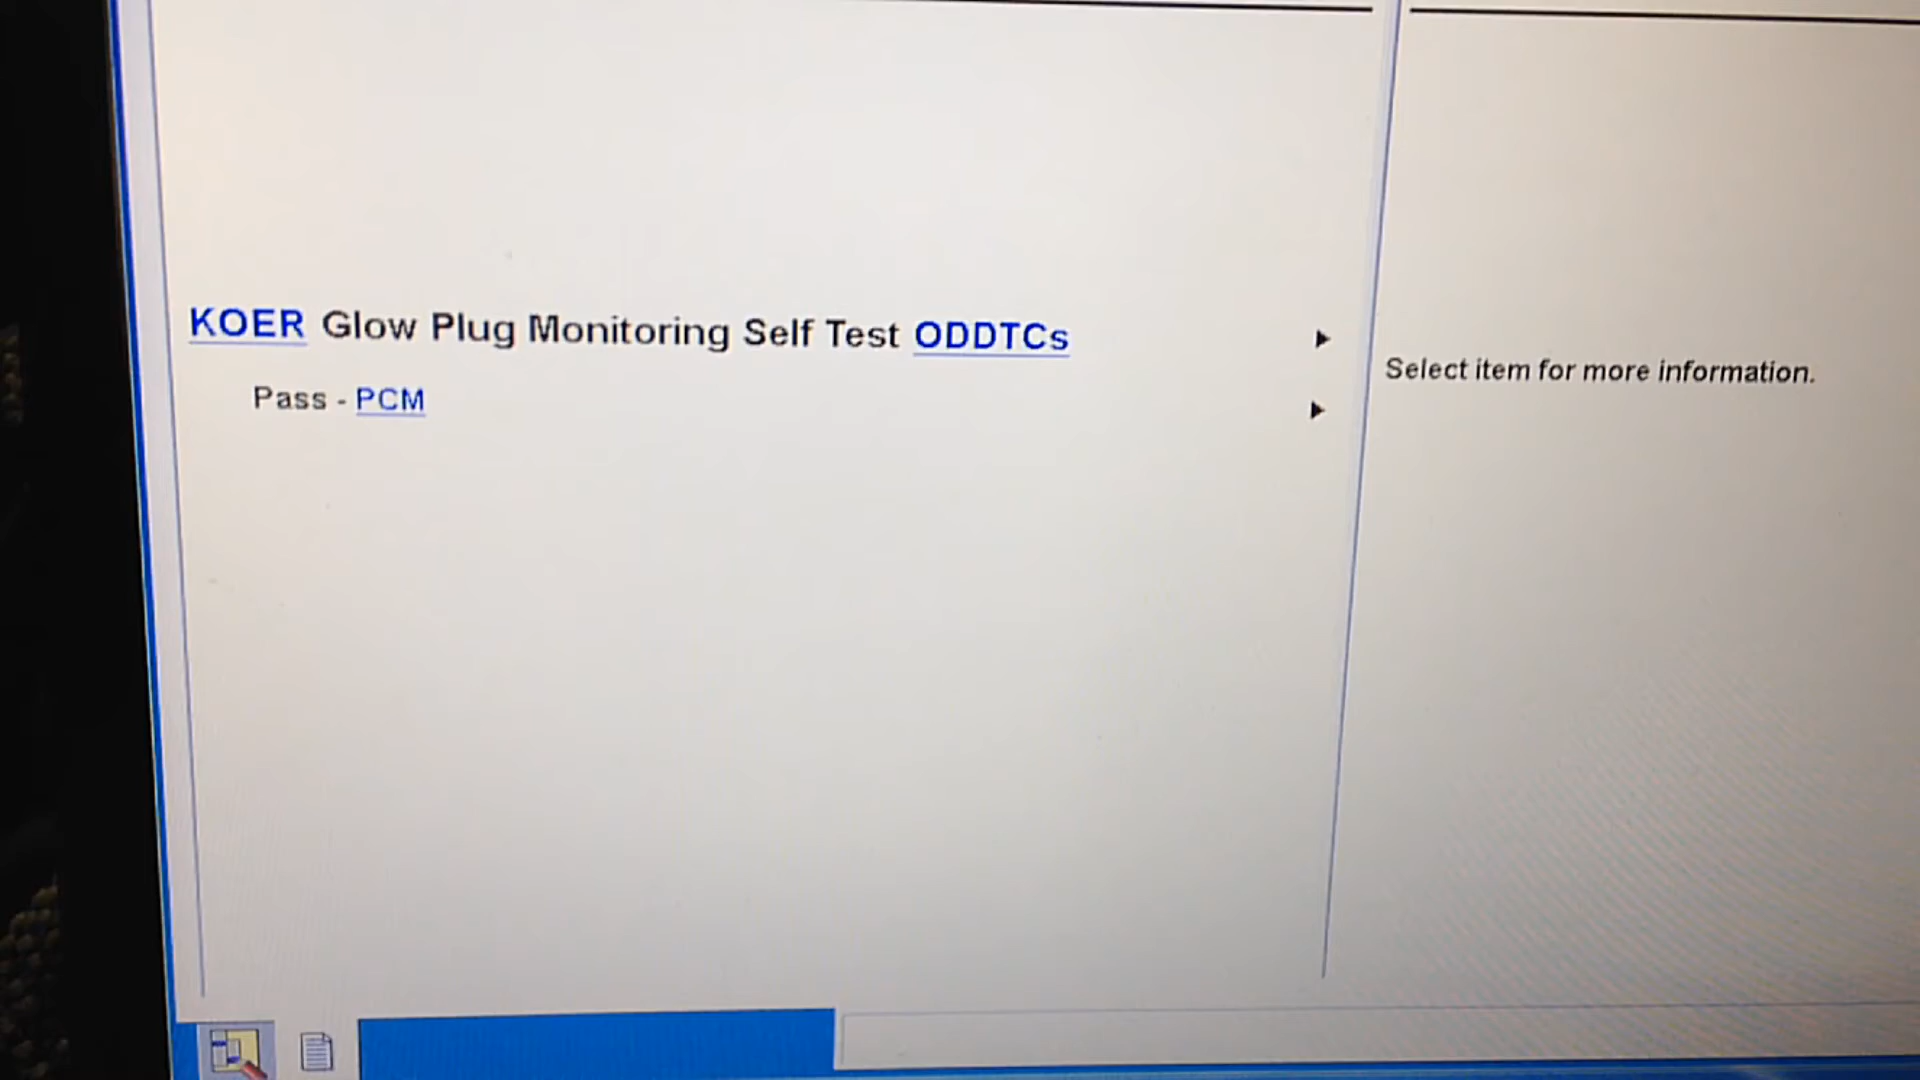 KOER Glow Plug Monitoring Self Test ODDTCs
Pass - PCM
Select item for more information.